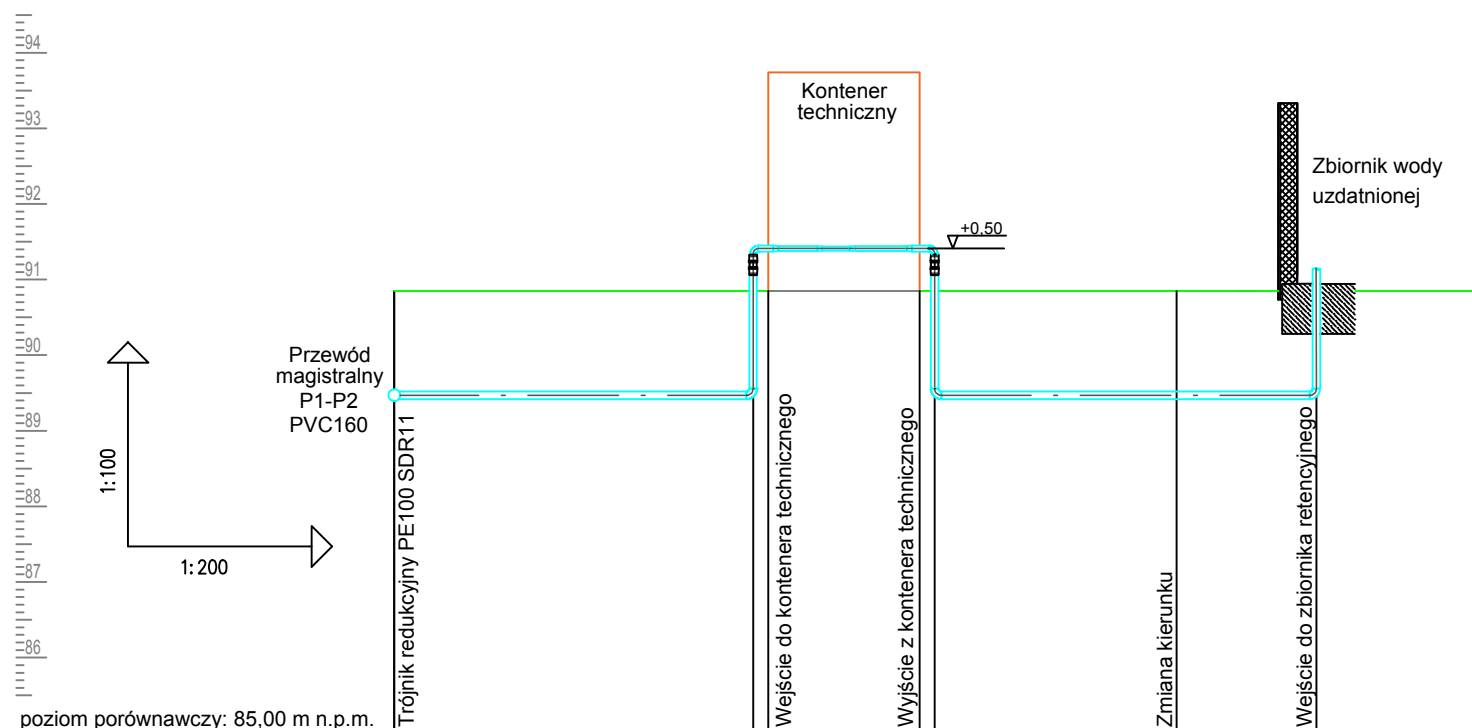 94
93
92
91
90
89
88
87
86
Kontener
techniczny
Zbiornik wody
uzdatnionej
+0,50
Przewód
magistralny
P1-P2
PVC160
1:100
1:200
Trójnik redukcyjny PE100 SDR11
Wejście do kontenera technicznego
Wyjście z kontenera technicznego
Zmiana kierunku
Wejście do zbiornika retencyjnego
poziom porównawczy: 85,00 m n.p.m.